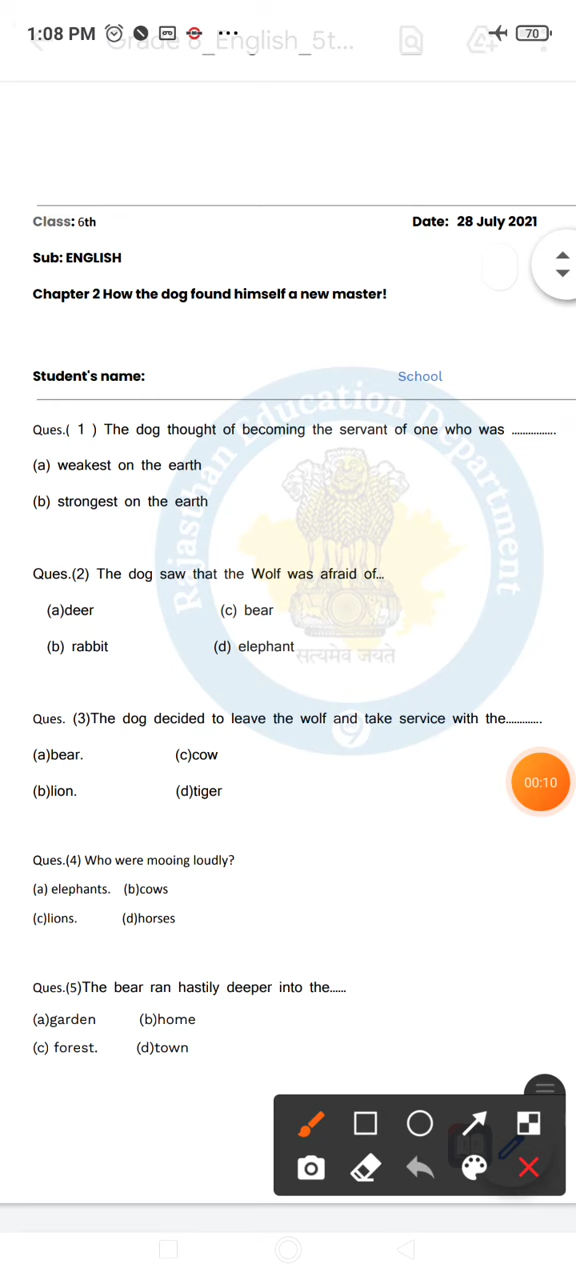 1:08 PM ... 70
Grade 6_English_5t...
Class: 6th Date: 28 July 2021
Sub: ENGLISH
Chapter 2 How the dog found himself a new master!
Student's name: School
Rajasthan Education Department
Ques.( 1 ) The dog thought of becoming the servant of one who was ................
(a) weakest on the earth
(b) strongest on the earth
Ques.(2) The dog saw that the Wolf was afraid of...
(a)deer (c) bear
(b) rabbit (d) elephant
सत्यमेव जयते
Ques. (3)The dog decided to leave the wolf and take service with the.............
(a)bear. (c)cow
(b)lion. (d)tiger
00:10
Ques.(4) Who were mooing loudly?
(a) elephants. (b)cows
(c)lions. (d)horses
Ques.(5)The bear ran hastily deeper into the......
(a)garden (b)home
(c) forest. (d)town